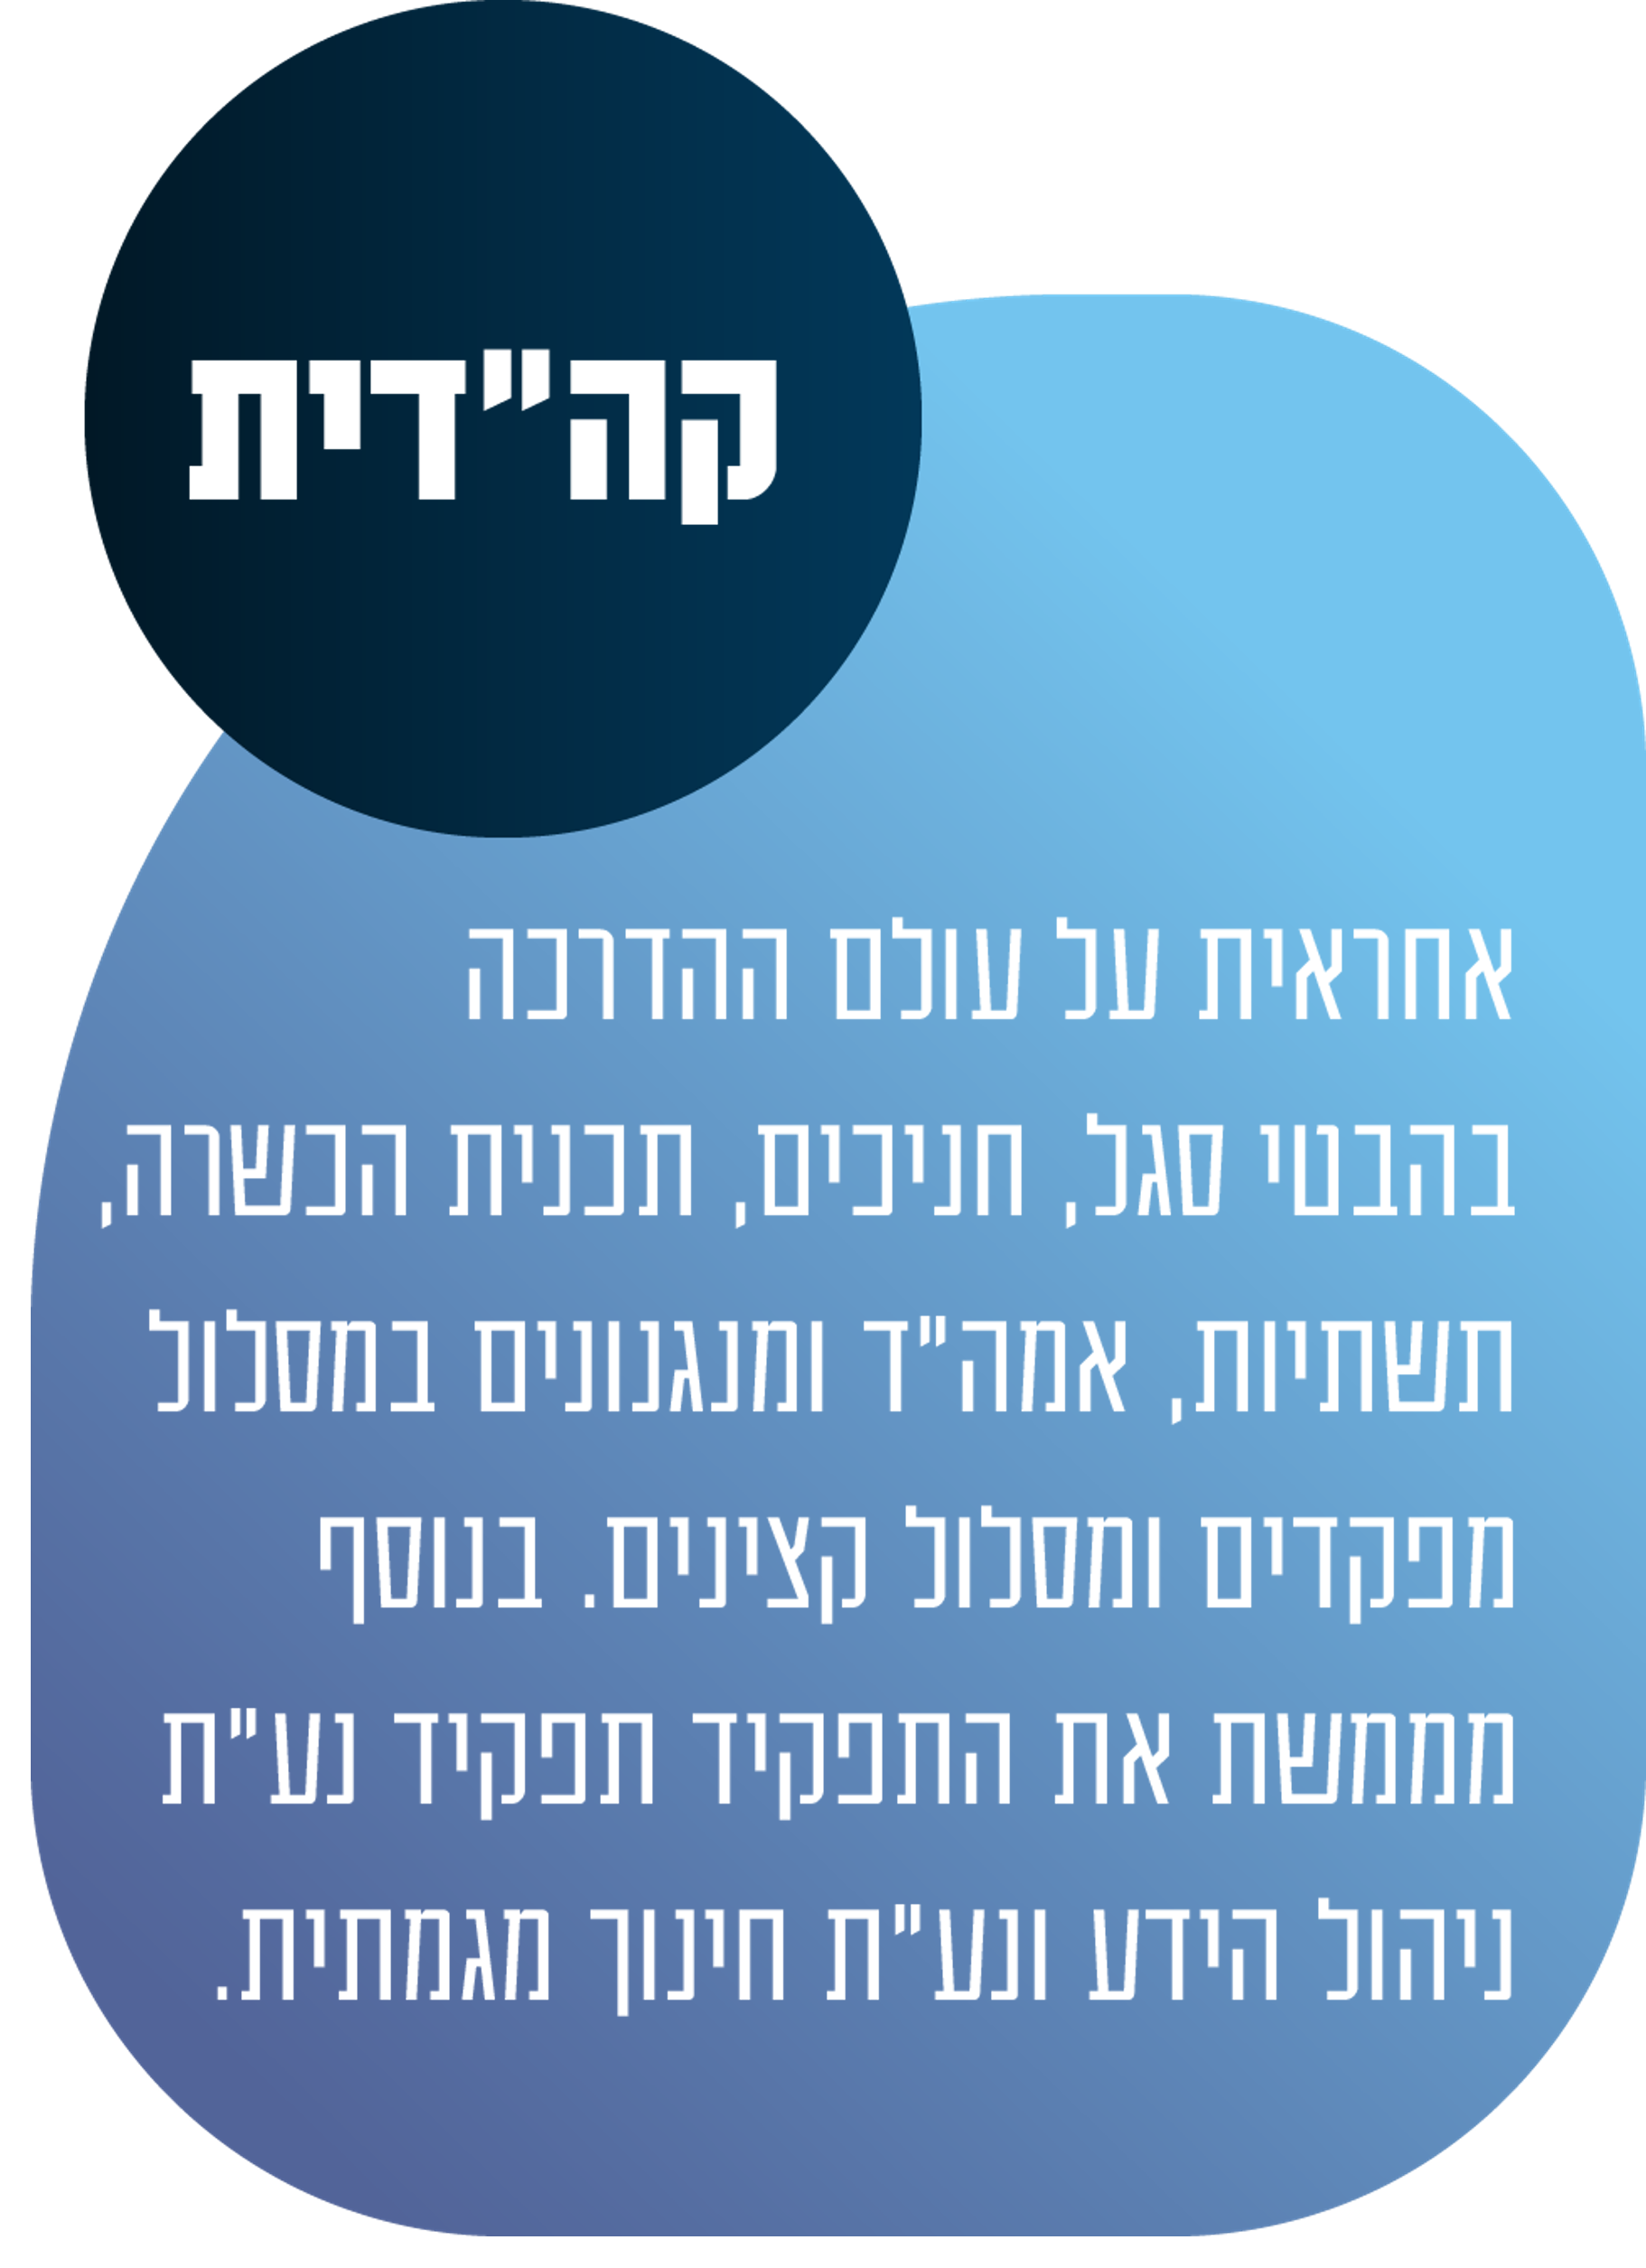 קה"דית
אחראית על עולם ההדרכה
בהבטי סגל, חניכים, תכנית הכשרה,
תשתיות, אמה"ד ומנגנונים במסלול
מפקדים ומסלול קצינים. בנוסף
מממשת את התפקיד תפקיד נע"ת
ניהול הידע ונע"ת חינוך מגמתית.